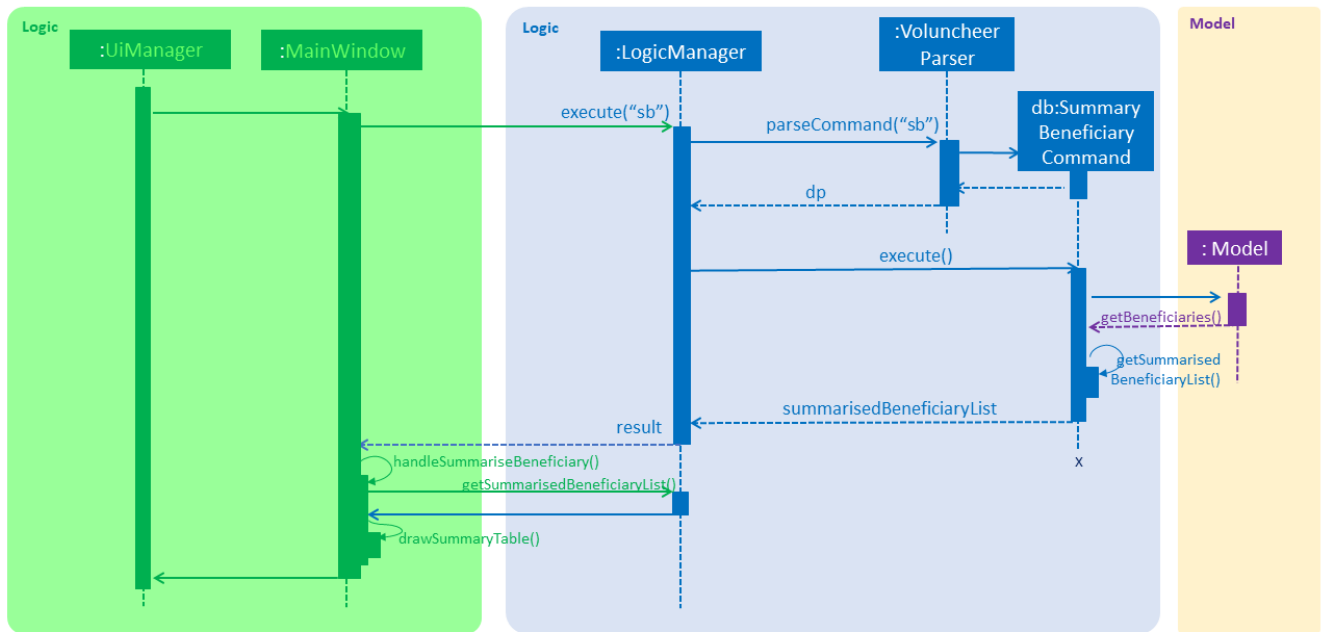 Logic
Logic
Model
:UiManager
:MainWindow
:LogicManager
:Voluncheer
Parser
db:Summary
Beneficiary
Command
execute(“sb”)
parseCommand(“sb”)
dp
execute()
: Model
getBeneficiaries()
getSummarised
BeneficiaryList()
summarisedBeneficiaryList
result
handleSummariseBeneficiary()
x
getSummarisedBeneficiaryList()
drawSummaryTable()